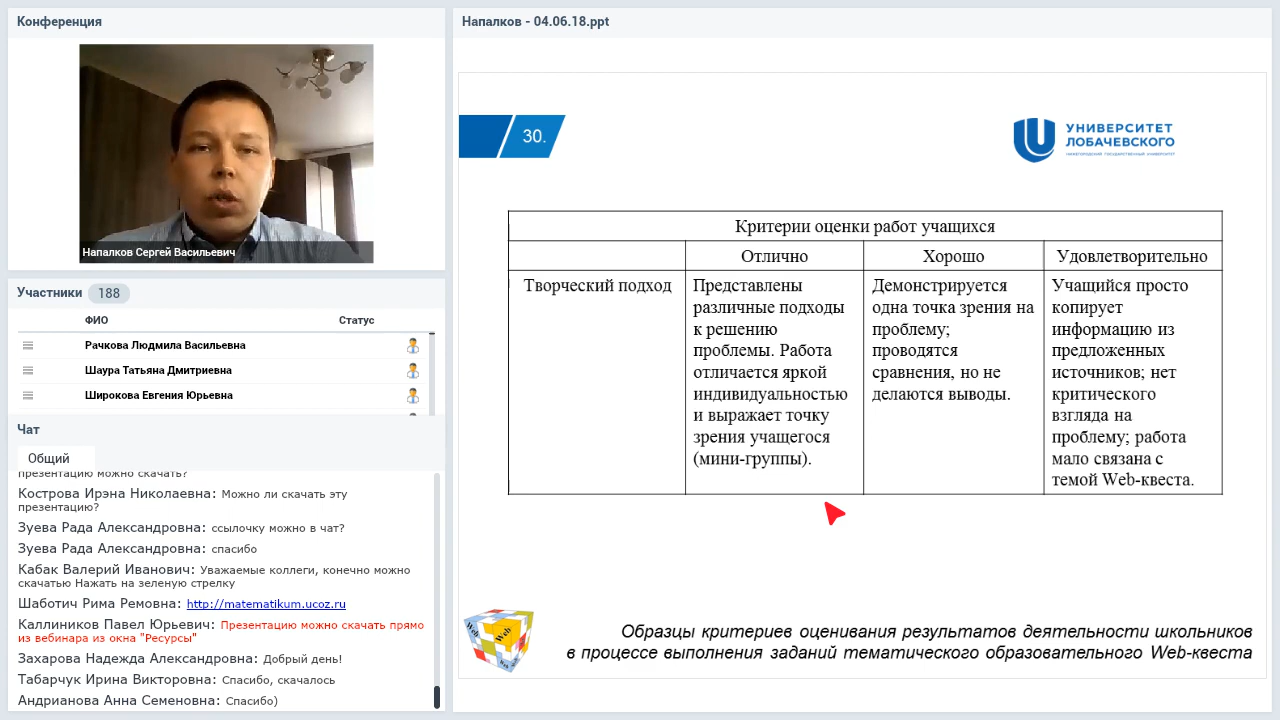 Конференция
Напалков Сергей Васильевич
Участники 188
ФИО Статус
Рачкова Людмила Васильевна
Шаура Татьяна Дмитриевна
Широкова Евгения Юрьевна
Чат
Общий
презентацию можно скачать?
Кострова Ирэна Николаевна: Можно ли скачать эту
презентацию?
Зуева Рада Александровна: ссылочку можно в чат?
Зуева Рада Александровна: спасибо
Кабак Валерий Иванович: Уважаемые коллеги, конечно можно
скачатью Нажать на зеленую стрелку
Шаботич Рима Ремовна: http://matematikum.ucoz.ru
Каллиников Павел Юрьевич: Презентацию можно скачать прямо
из вебинара из окна "Ресурсы"
Захарова Надежда Александровна: Добрый день!
Табарчук Ирина Викторовна: Спасибо, скачалось
Андрианова Анна Семеновна: Спасибо)
Напалков - 04.06.18.ppt
30.
УНИВЕРСИТЕТ
ЛОБАЧЕВСКОГО
Критерии оценки работ учащихся
Отлично Хорошо Удовлетворительно
Творческий подход
Представлены
различные подходы
к решению
проблемы. Работа
отличается яркой
индивидуальностью
и выражает точку
зрения учащегося
(мини-группы).
Демонстрируется
одна точка зрения на
проблему;
проводятся
сравнения, но не
делаются выводы.
Учащийся просто
копирует
информацию из
предложенных
источников; нет
критического
взгляда на
проблему; работа
мало связана с
темой Web-квеста.
Web
Web
Web
Образцы критериев оценивания результатов деятельности школьников
в процессе выполнения заданий тематического образовательного Web-квеста